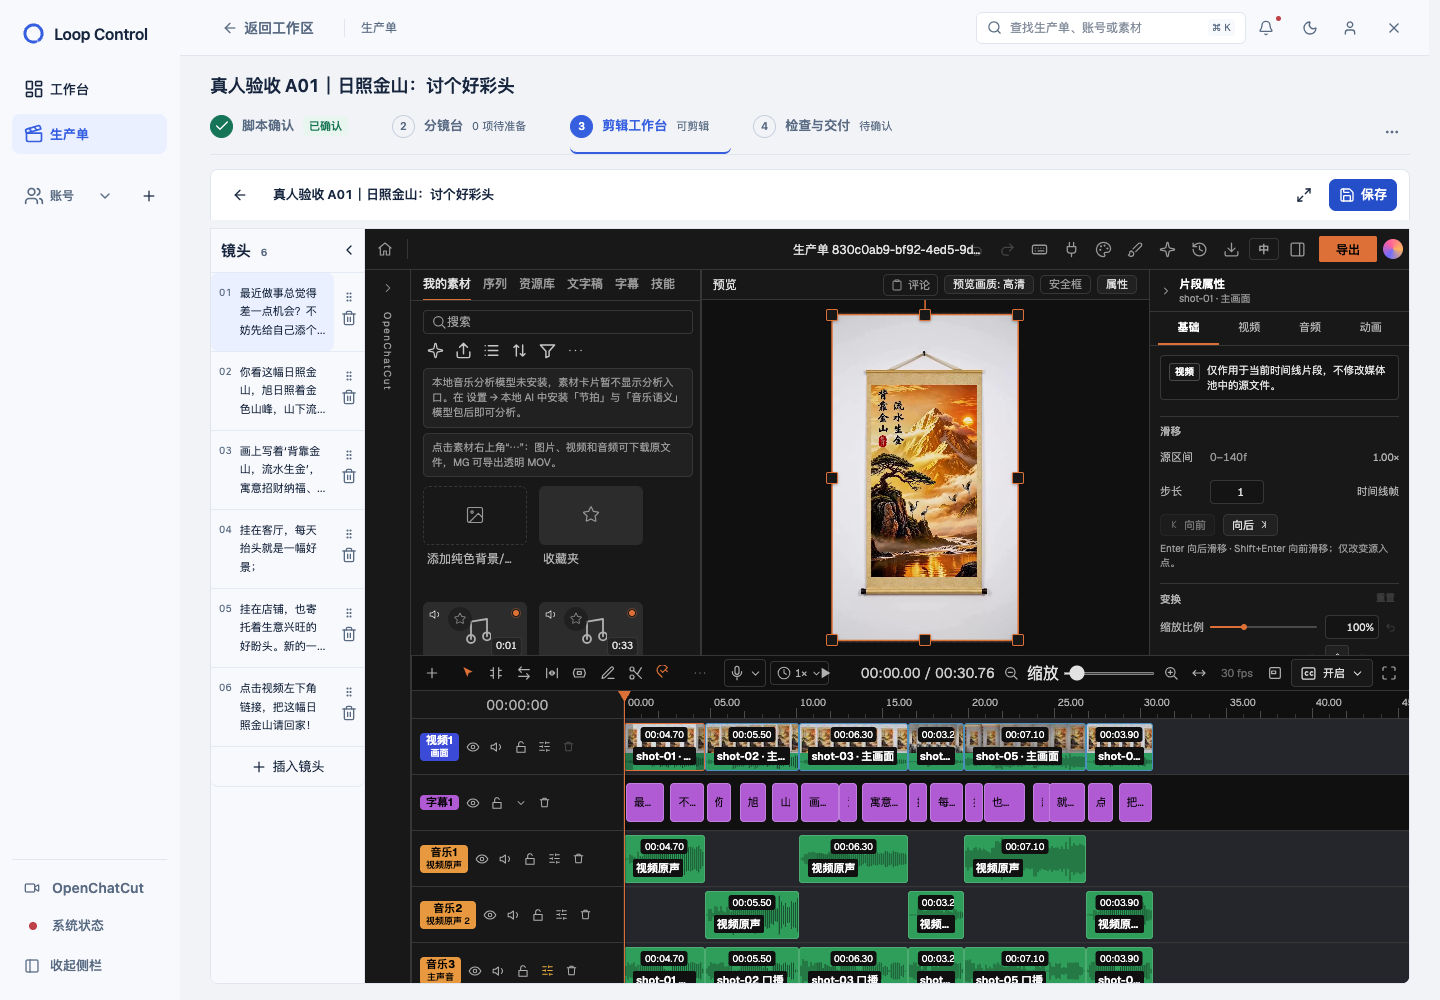 Loop Control
返回工作区
生产单
查找生产单、账号或素材
⌘ K
工作台
生产单
账号
真人验收 A01｜日照金山：讨个好彩头
脚本确认 已确认
2 分镜台 0 项待准备
3 剪辑工作台 可剪辑
4 检查与交付 待确认
真人验收 A01｜日照金山：讨个好彩头
保存
镜头 6
01 最近做事总觉得
差一点机会？不
妨先给自己添个...
02 你看这幅日照金
山，旭日照着金
色山峰，山下流...
03 画上写着‘背靠金
山，流水生金’，
寓意招财纳福、...
04 挂在客厅，每天
抬头就是一幅好
景；
05 挂在店铺，也寄
托着生意兴旺的
好盼头。新的一...
06 点击视频左下角
链接，把这幅日
照金山请回家！
插入镜头
OpenChatCut
系统状态
收起侧栏
生产单 830c0ab9-bf92-4ed5-9d...
中
导出
OpenChatCut
我的素材 序列 资源库 文字稿 字幕 技能
搜索
本地音乐分析模型未安装，素材卡片暂不显示分析入
口。在 设置 → 本地 AI 中安装「节拍」与「音乐语义」
模型包后即可分析。
点击素材右上角“···”：图片、视频和音频可下载原文
件，MG 可导出透明 MOV。
添加纯色背景/...
收藏夹
0:01
0:33
预览
评论
预览画质: 高清
安全框
属性
背靠金山
流水生金
片段属性
shot-01 · 主画面
基础 视频 音频 动画
视频 仅作用于当前时间线片段，不修改媒体
池中的源文件。
滑移
源区间 0–140f 1.00×
步长 1 时间线帧
向前
向后
Enter 向后滑移 · Shift+Enter 向前滑移；仅改变源入
点。
变换 重置
缩放比例 100%
1×
00:00.00 / 00:30.76
缩放
30 fps
开启
00:00:00
00.00 05.00 10.00 15.00 20.00 25.00 30.00 35.00 40.00
视频1
画面
00:04.70 00:05.50 00:06.30 00:03.2 00:07.10 00:03.90
shot-01 · ... shot-02 · 主... shot-03 · 主画面 shot... shot-05 · 主画面 shot-0...
字幕1
最... 不... 你 旭 山 画... 寓意... 每... 也... 就... 点 把...
音乐1
视频原声
00:04.70 00:06.30 00:07.10
视频原声 视频原声 视频原声
音乐2
视频原声 2
00:05.50 00:03.2 00:03.90
视频原声 视频... 视频原...
音乐3
主声音
00:04.70 00:05.50 00:06.30 00:03.2 00:07.10 00:03.90
shot-01 ... shot-02 口播 shot-03 口播 shot... shot-05 口播 shot-0...